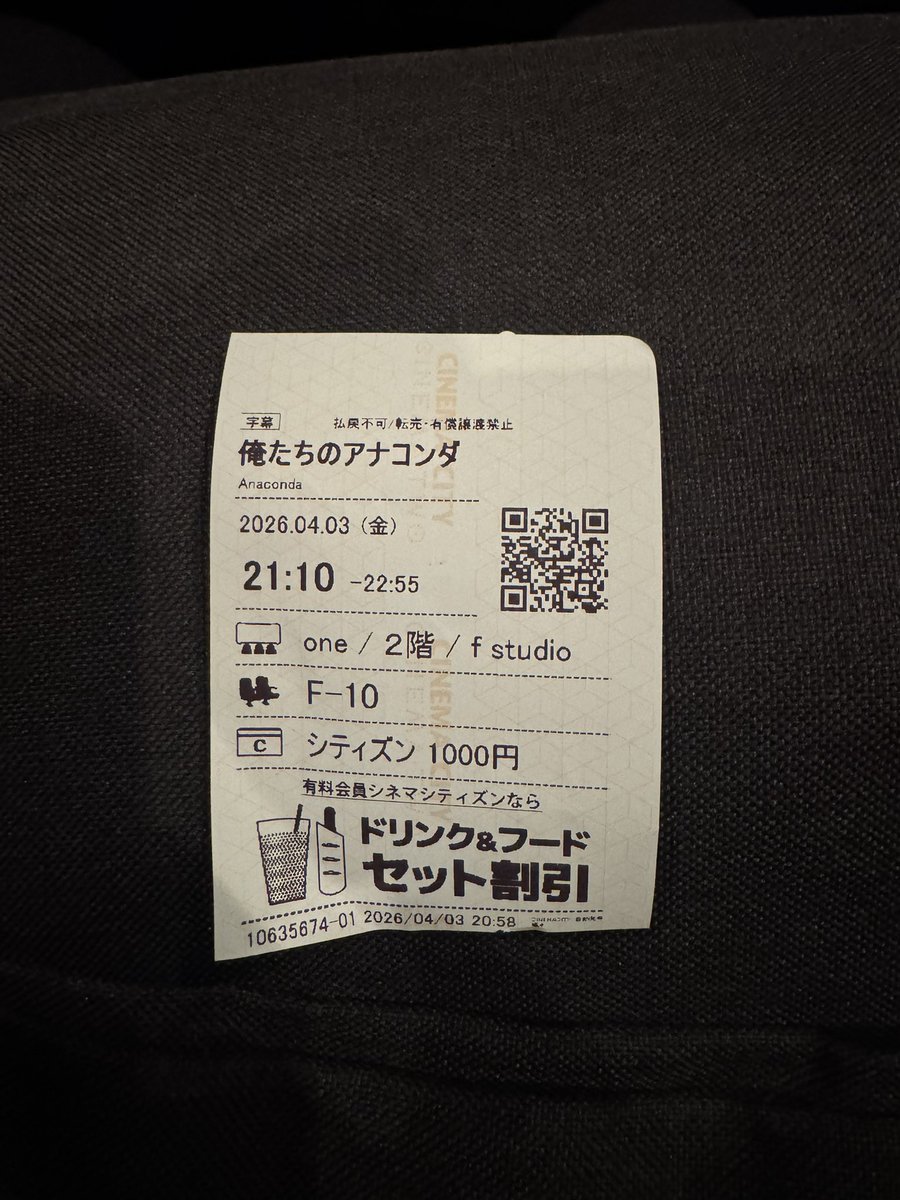 字幕 払戻不可/転売・有償譲渡禁止
俺たちのアナコンダ
Anaconda
2026.04.03（金）
21:10 -22:55
one / 2階 / f studio
F-10
C シティズン 1000円
有料会員シネマシティズンなら
ドリンク&フード
セット割引
10635674-01 2026/04/03 20:58
CINEMA CITY
CINEMA CITY